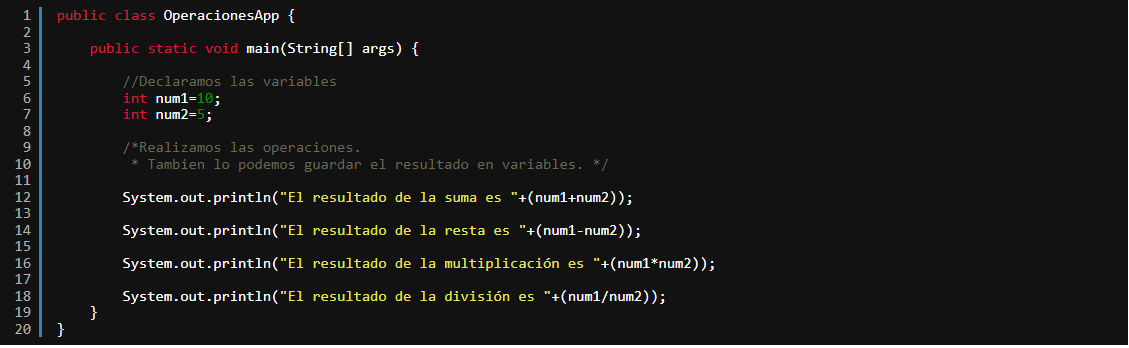 1 public class OperacionesApp {
2
3 public static void main(String[] args) {
4
5 //Declaramos las variables
6 int num1=10;
7 int num2=5;
8
9 /*Realizamos las operaciones.
10 * Tambien lo podemos guardar el resultado en variables. */
11
12 System.out.println("El resultado de la suma es "+(num1+num2));
13
14 System.out.println("El resultado de la resta es "+(num1-num2));
15
16 System.out.println("El resultado de la multiplicación es "+(num1*num2));
17
18 System.out.println("El resultado de la división es "+(num1/num2));
19 }
20 }